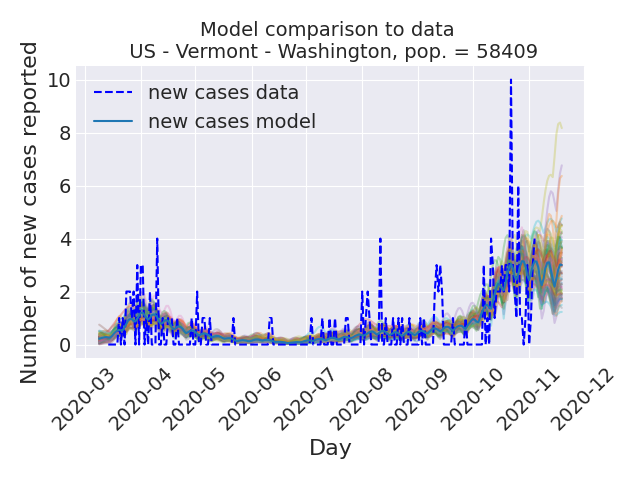 Model comparison to data
US - Vermont - Washington, pop. = 58409
Number of new cases reported
10
8
6
4
2
0
new cases data
new cases model
2020-03
2020-04
2020-05
2020-06
2020-07
2020-08
2020-09
2020-10
2020-11
2020-12
Day